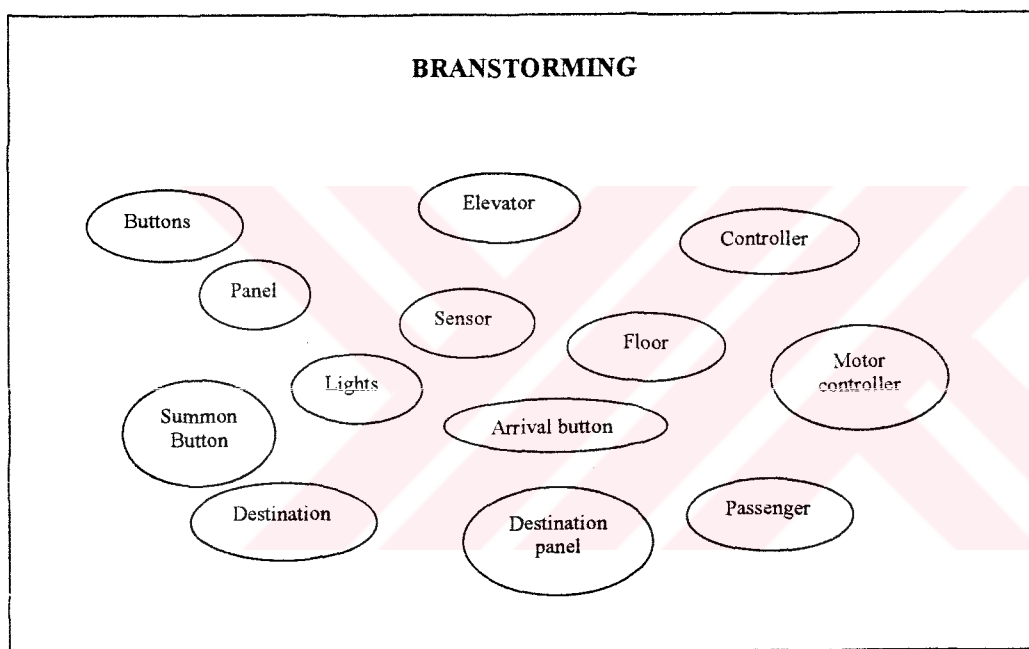 BRANSTORMING
Elevator
Buttons
Controller
Panel
Sensor
Floor
Motor
controller
Lights
Summon
Button
Arrival button
Destination
Destination
panel
Passenger